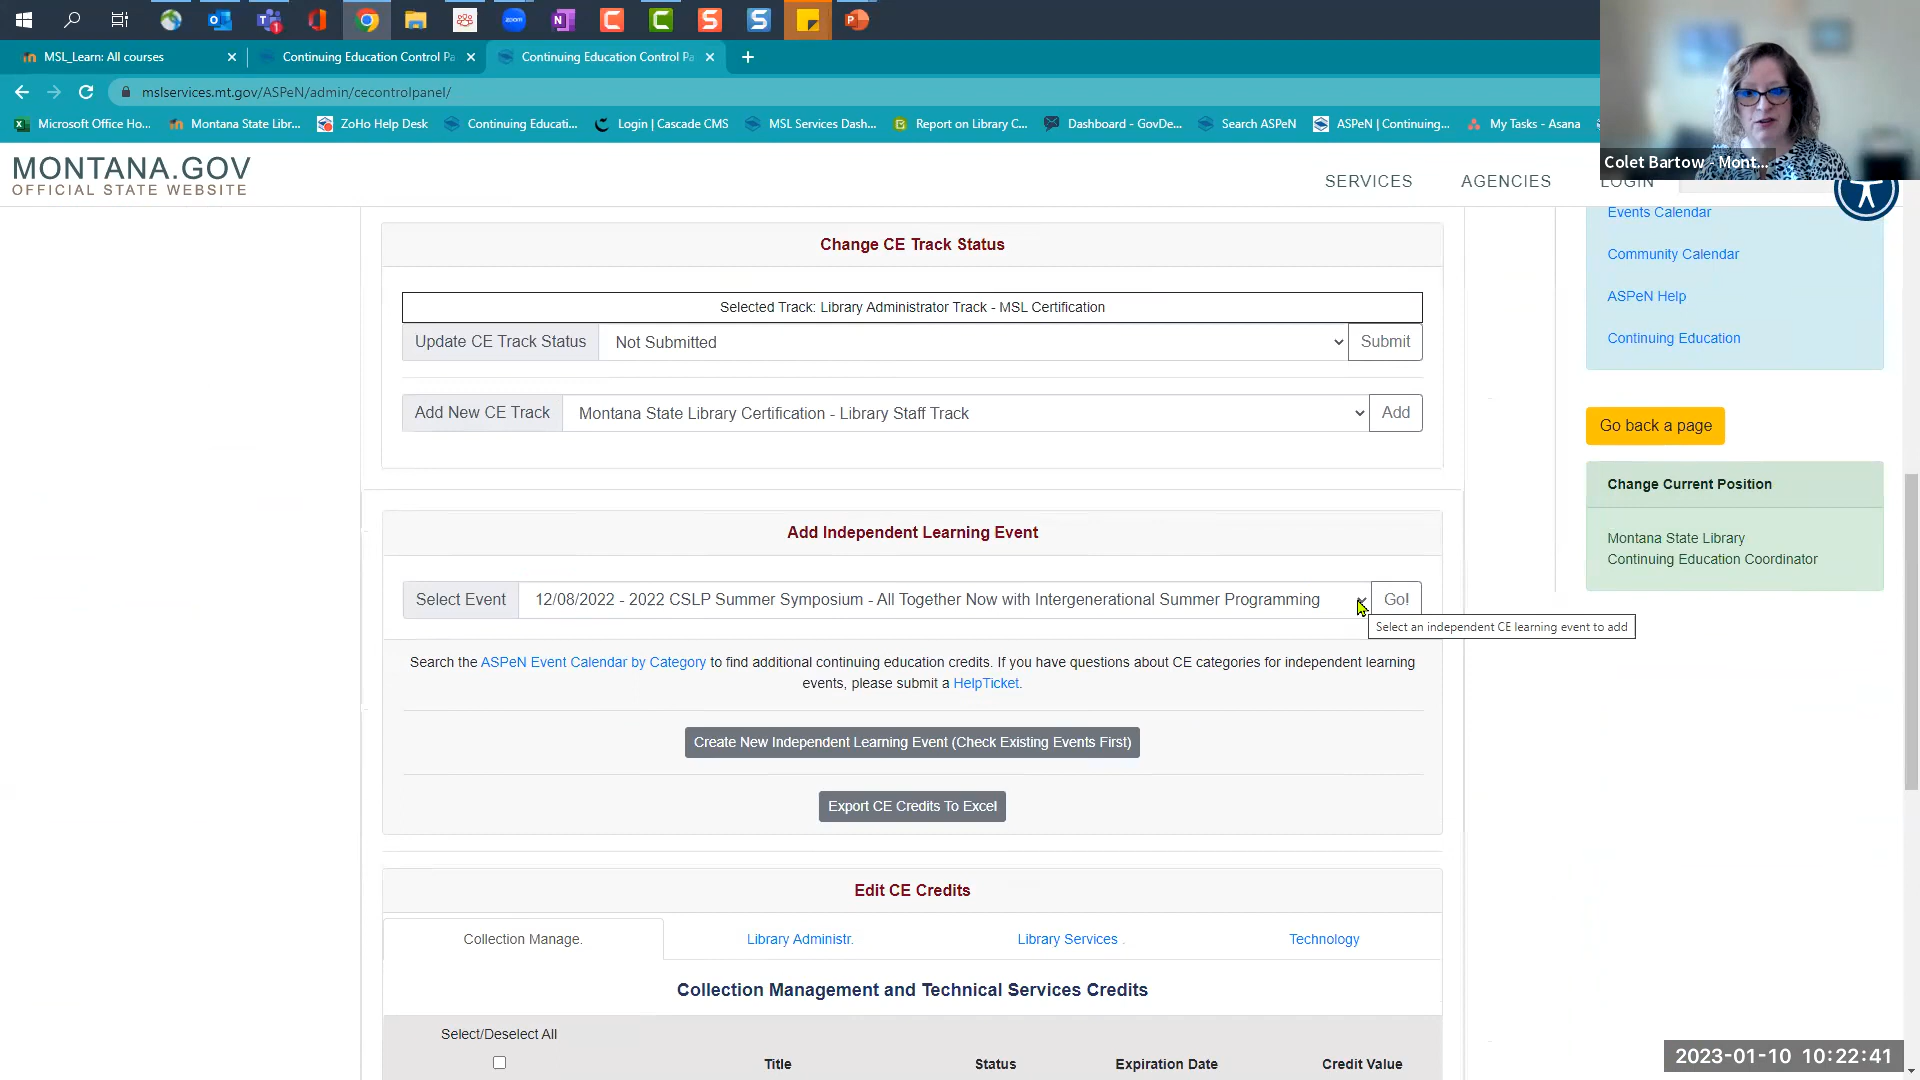 MSL_Learn: All courses
Continuing Education Control Pa
Continuing Education Control Pa
mslservices.mt.gov/ASPeN/admin/cecontrolpanel/
Microsoft Office Ho...
Montana State Libr...
ZoHo Help Desk
Continuing Educati...
Login | Cascade CMS
MSL Services Dash...
Report on Library C...
Dashboard - GovDe...
Search ASPeN
ASPeN | Continuing...
My Tasks - Asana
Colet Bartow - Mont...
MONTANA.GOV
OFFICIAL STATE WEBSITE
SERVICES
AGENCIES
LOGIN
Events Calendar
Community Calendar
ASPeN Help
Continuing Education
Go back a page
Change Current Position
Montana State Library
Continuing Education Coordinator
Change CE Track Status
Selected Track: Library Administrator Track - MSL Certification
Update CE Track Status
Not Submitted
Submit
Add New CE Track
Montana State Library Certification - Library Staff Track
Add
Add Independent Learning Event
Select Event
12/08/2022 - 2022 CSLP Summer Symposium - All Together Now with Intergenerational Summer Programming
Go!
Select an independent CE learning event to add
Search the ASPeN Event Calendar by Category to find additional continuing education credits. If you have questions about CE categories for independent learning
events, please submit a HelpTicket.
Create New Independent Learning Event (Check Existing Events First)
Export CE Credits To Excel
Edit CE Credits
Collection Manage.
Library Administr.
Library Services .
Technology
Collection Management and Technical Services Credits
Select/Deselect All
Title
Status
Expiration Date
Credit Value
2023-01-10 10:22:41